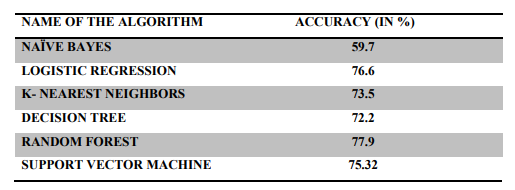 NAME OF THE ALGORITHM ACCURACY (IN %)
NAÏVE BAYES 59.7
LOGISTIC REGRESSION 76.6
K- NEAREST NEIGHBORS 73.5
DECISION TREE 72.2
RANDOM FOREST 77.9
SUPPORT VECTOR MACHINE 75.32